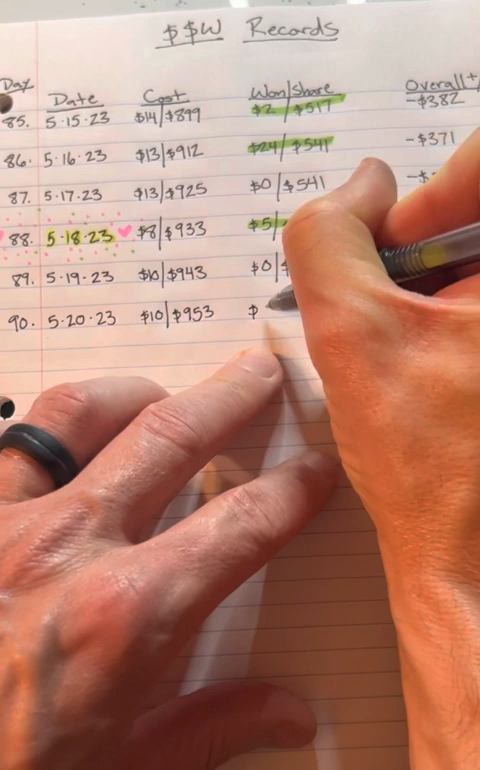 $$W Records
Day Date Cost Won/Share Overall +/
85. 5·15·23 $14|$899 $2 / $517 -$382
86. 5·16·23 $13|$912 $24 / $541 -$371
87. 5·17·23 $13|$925 $0 / $541 -$
88. 5·18·23 $8|$933 $5/
89. 5·19·23 $10|$943 $0|$
90. 5·20·23 $10|$953 $